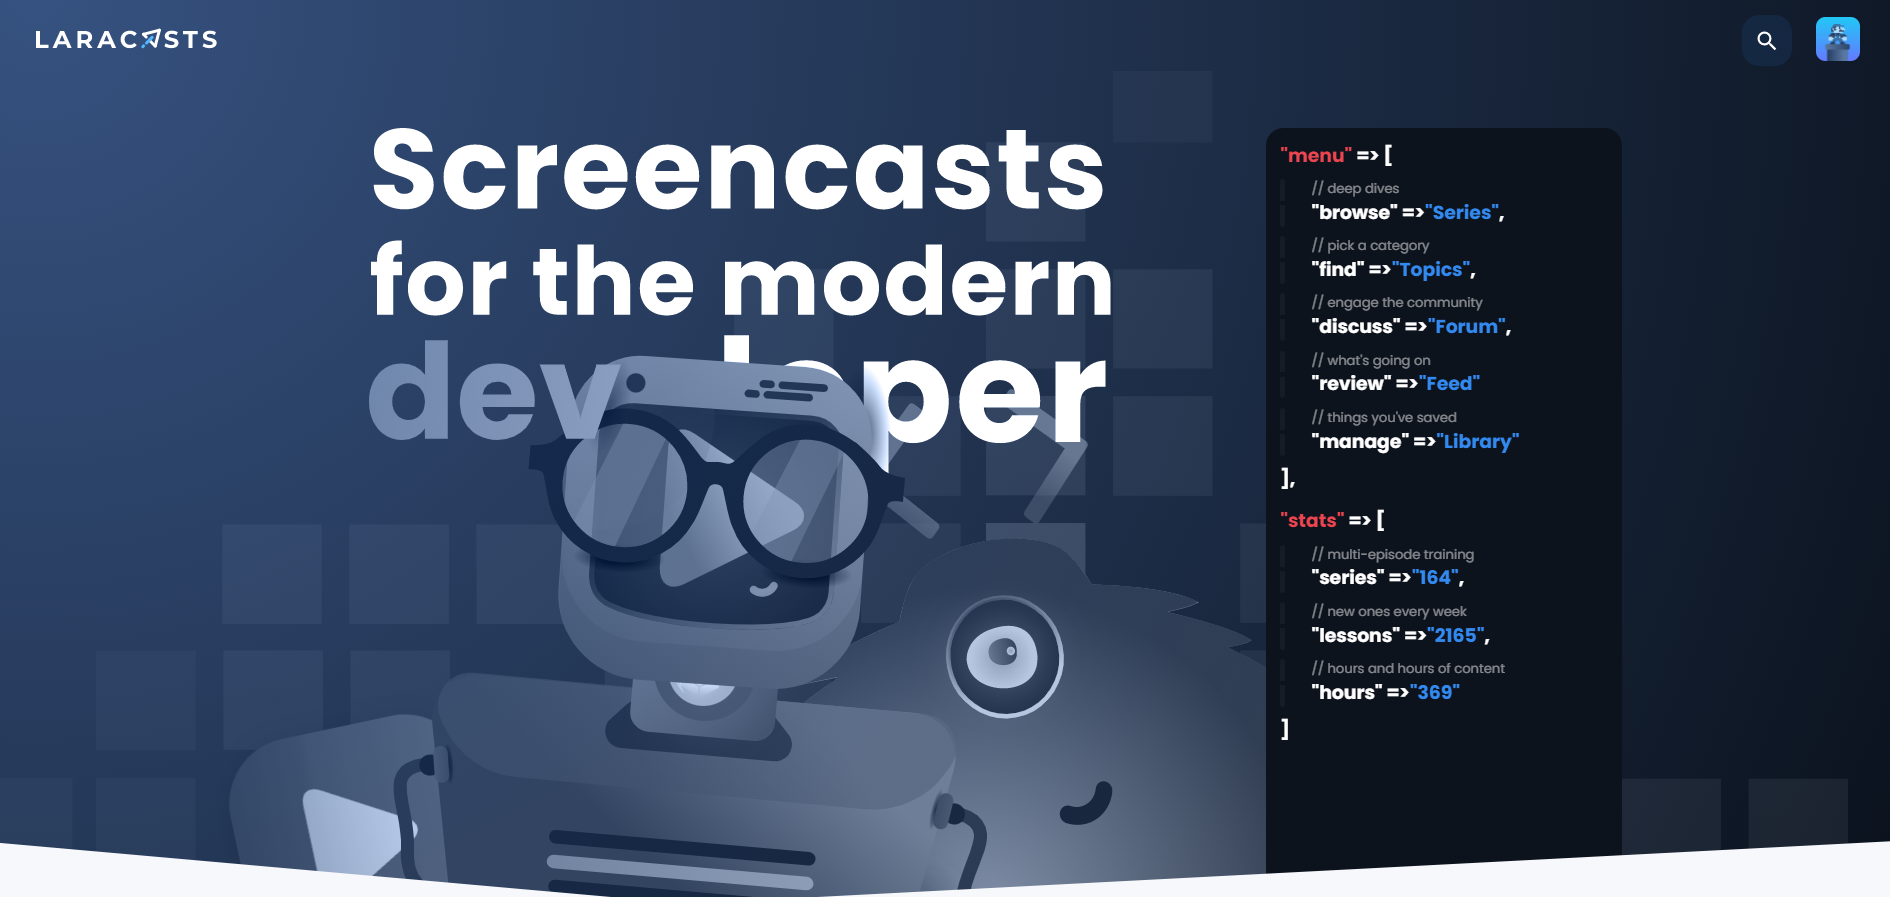 LARACASTS
Screencasts
for the modern
developer
"menu" => [
// deep dives
"browse" =>"Series",
// pick a category
"find" =>"Topics",
// engage the community
"discuss" =>"Forum",
// what's going on
"review" =>"Feed"
// things you've saved
"manage" =>"Library"
],
"stats" => [
// multi-episode training
"series" =>"164",
// new ones every week
"lessons" =>"2165",
// hours and hours of content
"hours" =>"369"
]